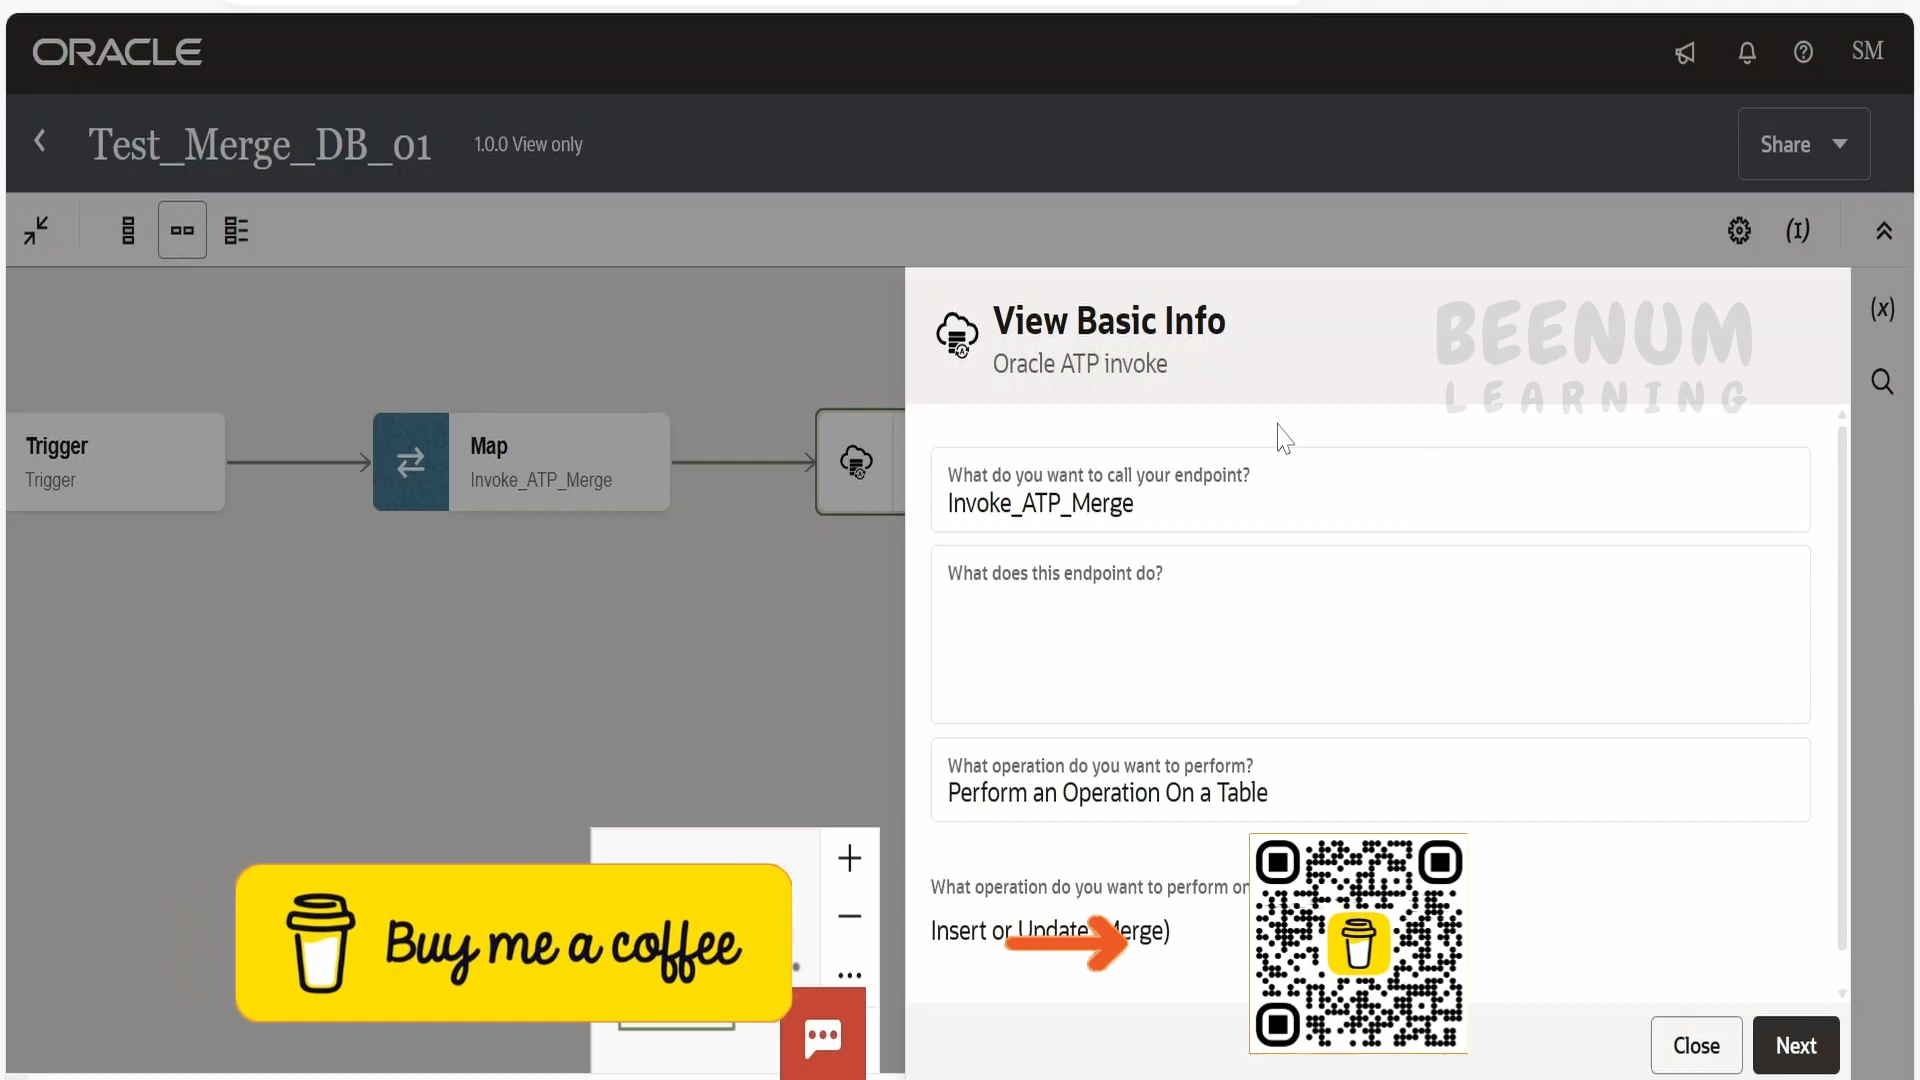 ORACLE
SM
Test_Merge_DB_01
1.0.0 View only
Share
(I)
(x)
View Basic Info
Oracle ATP invoke
BEENUM
LEARNING
Trigger
Trigger
Map
Invoke_ATP_Merge
What do you want to call your endpoint?
Invoke_ATP_Merge
What does this endpoint do?
What operation do you want to perform?
Perform an Operation On a Table
What operation do you want to perform on
Insert or Update erge)
Buy me a coffee
Close
Next